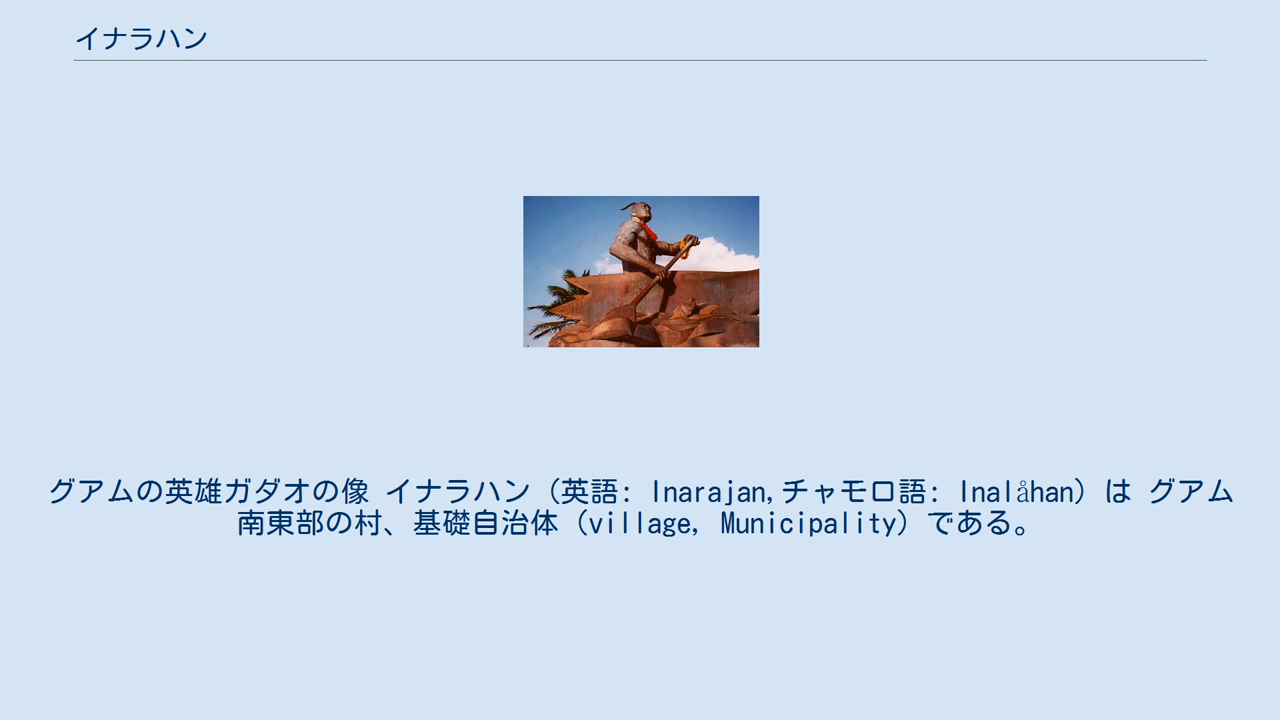 イナラハン
グアムの英雄ガダオの像 イナラハン（英語: Inarajan,チャモロ語: Inalåhan）は グアム
南東部の村、基礎自治体（village, Municipality）である。